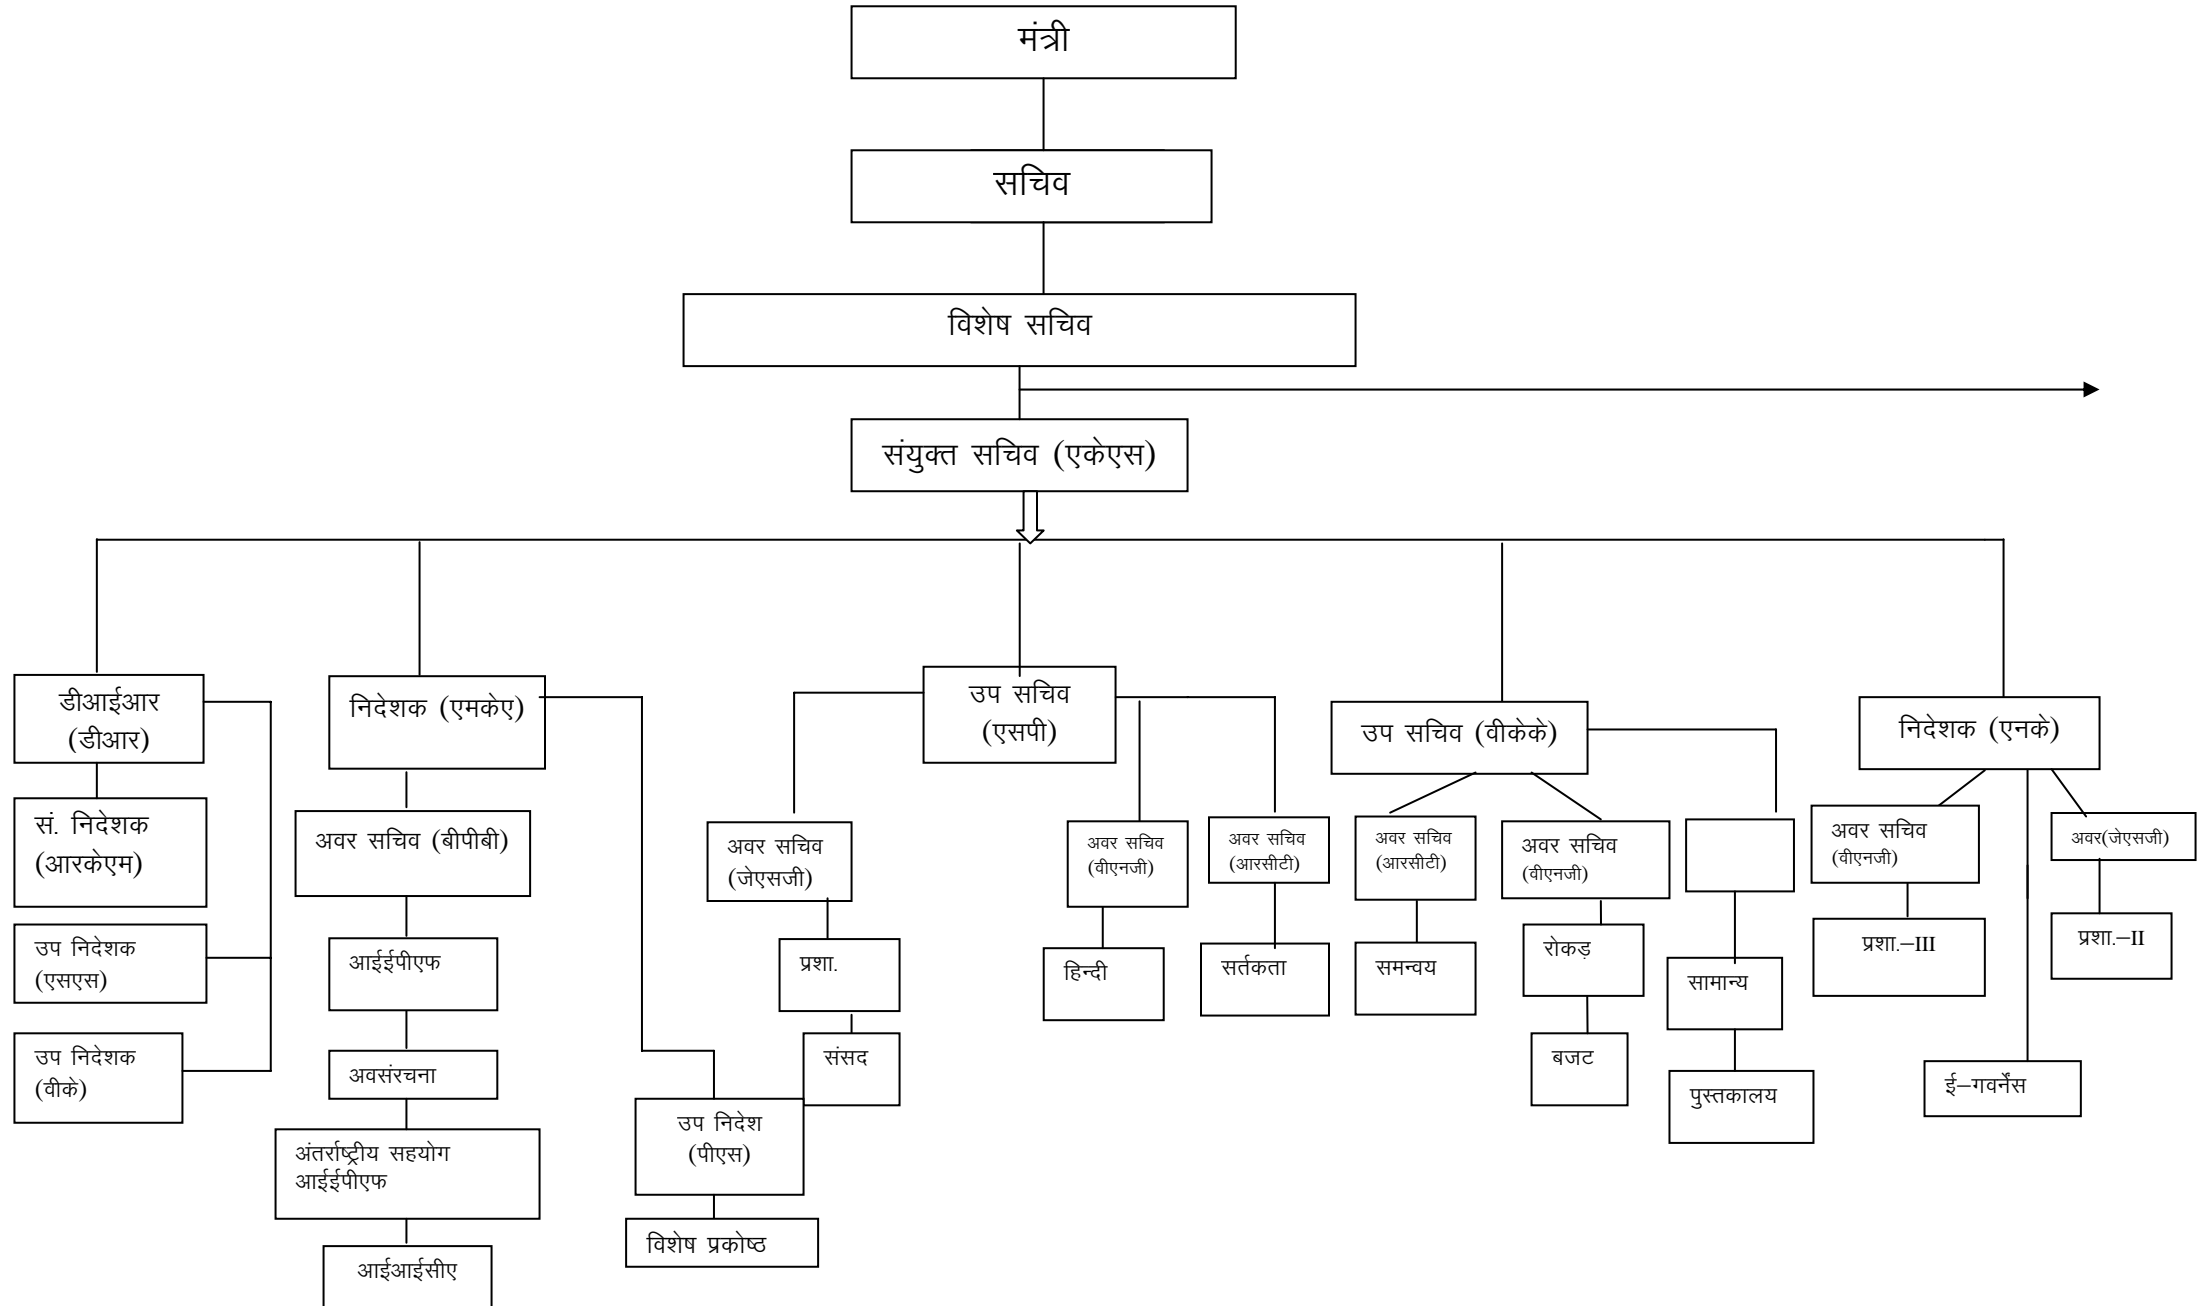 मंत्री
सचिव
विशेष सचिव
संयुक्त सचिव (एकेएस)
डीआईआर
(डीआर)
सं. निदेशक
(आरकेएम)
उप निदेशक
(एसएस)
उप निदेशक
(वीके)
निदेशक (एमकेए)
अवर सचिव (बीपीबी)
आईईपीएफ
अवसंरचना
अंतर्राष्ट्रीय सहयोग
आईईपीएफ
आईआईसीए
उप निदेश
(पीएस)
विशेष प्रकोष्ठ
उप सचिव
(एसपी)
अवर सचिव
(जेएसजी)
प्रशा.
संसद
अवर सचिव
(वीएनजी)
हिन्दी
अवर सचिव
(आरसीटी)
सर्तकता
उप सचिव (वीकेके)
अवर सचिव
(आरसीटी)
समन्वय
अवर सचिव
(वीएनजी)
रोकड़
बजट
सामान्य
पुस्तकालय
निदेशक (एनके)
अवर सचिव
(वीएनजी)
प्रशा.–III
ई–गवर्नेंस
अवर(जेएसजी)
प्रशा.–II